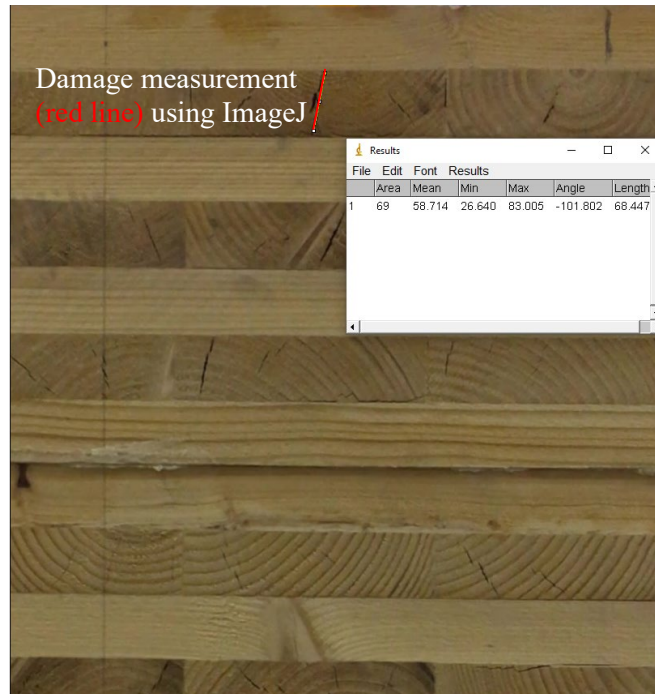 Damage measurement
(red line) using ImageJ
Results
File Edit Font Results
Area Mean Min Max Angle Length
1 69 58.714 26.640 83.005 -101.802 68.447